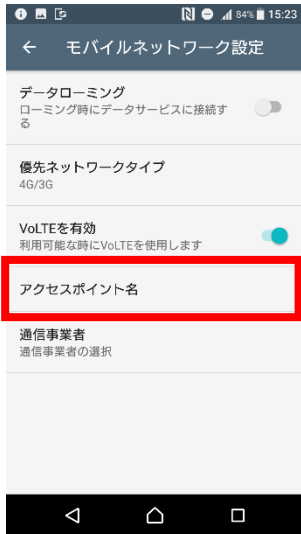 84% 15:23
モバイルネットワーク設定
データローミング
ローミング時にデータサービスに接続す
る
優先ネットワークタイプ
4G/3G
VoLTEを有効
利用可能な時にVoLTEを使用します
アクセスポイント名
通信事業者
通信事業者の選択